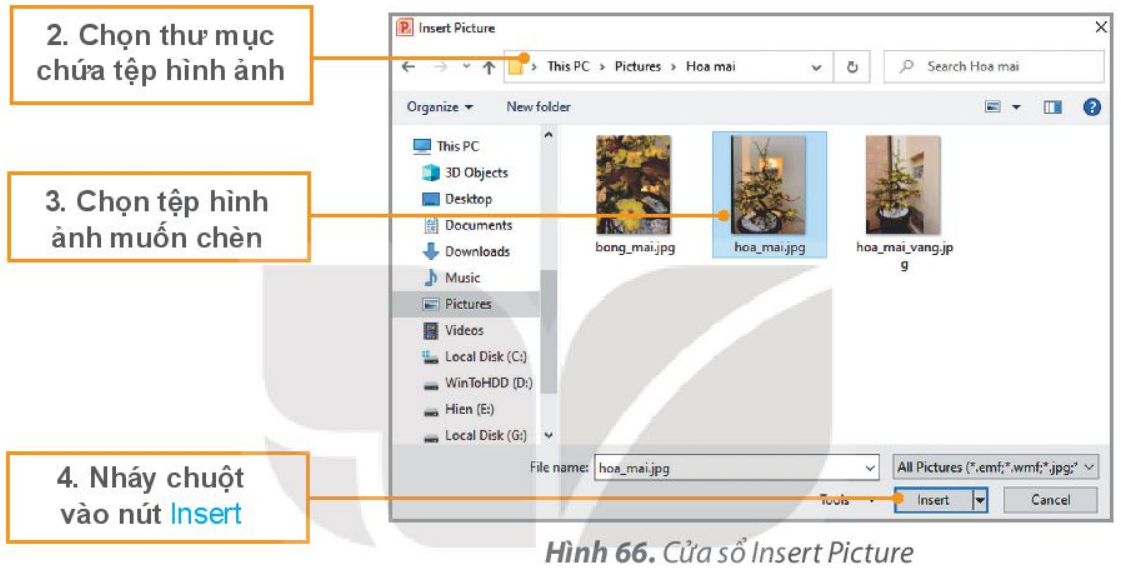 2. Chọn thư mục
chứa tệp hình ảnh
3. Chọn tệp hình
ảnh muốn chèn
4. Nháy chuột
vào nút Insert
Insert Picture
This PC > Pictures > Hoa mai
Search Hoa mai
Organize
New folder
This PC
3D Objects
Desktop
Documents
Downloads
Music
Pictures
Videos
Local Disk (C:)
WinToHDD (D:)
Hien (E:)
Local Disk (G:)
bong_mai.jpg
hoa_mai.jpg
hoa_mai_vang.jp
g
File name: hoa_mai.jpg
All Pictures (*.emf;*.wmf;*.jpg;*
Tools
Insert
Cancel
Hình 66. Cửa sổ Insert Picture